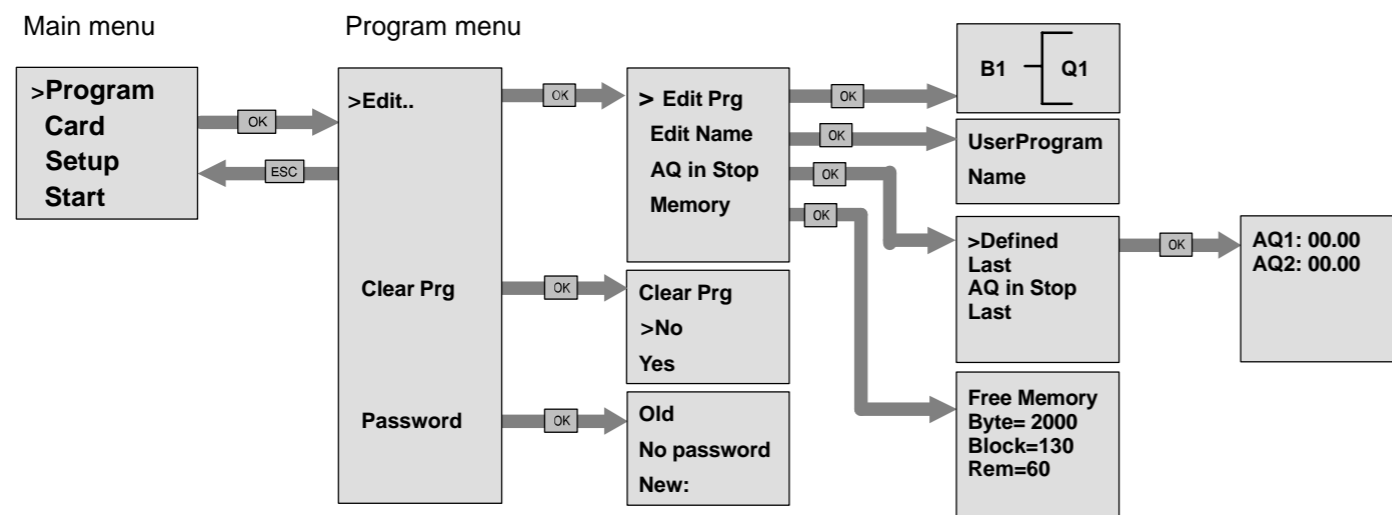 Main menu
Program menu
>Program
Card
Setup
Start
OK
ESC
>Edit..
Clear Prg
Password
OK
OK
OK
> Edit Prg
Edit Name
AQ in Stop
Memory
OK
OK
OK
OK
Clear Prg
>No
Yes
Old
No password
New:
B1
Q1
UserProgram
Name
>Defined
Last
AQ in Stop
Last
OK
AQ1: 00.00
AQ2: 00.00
Free Memory
Byte= 2000
Block=130
Rem=60